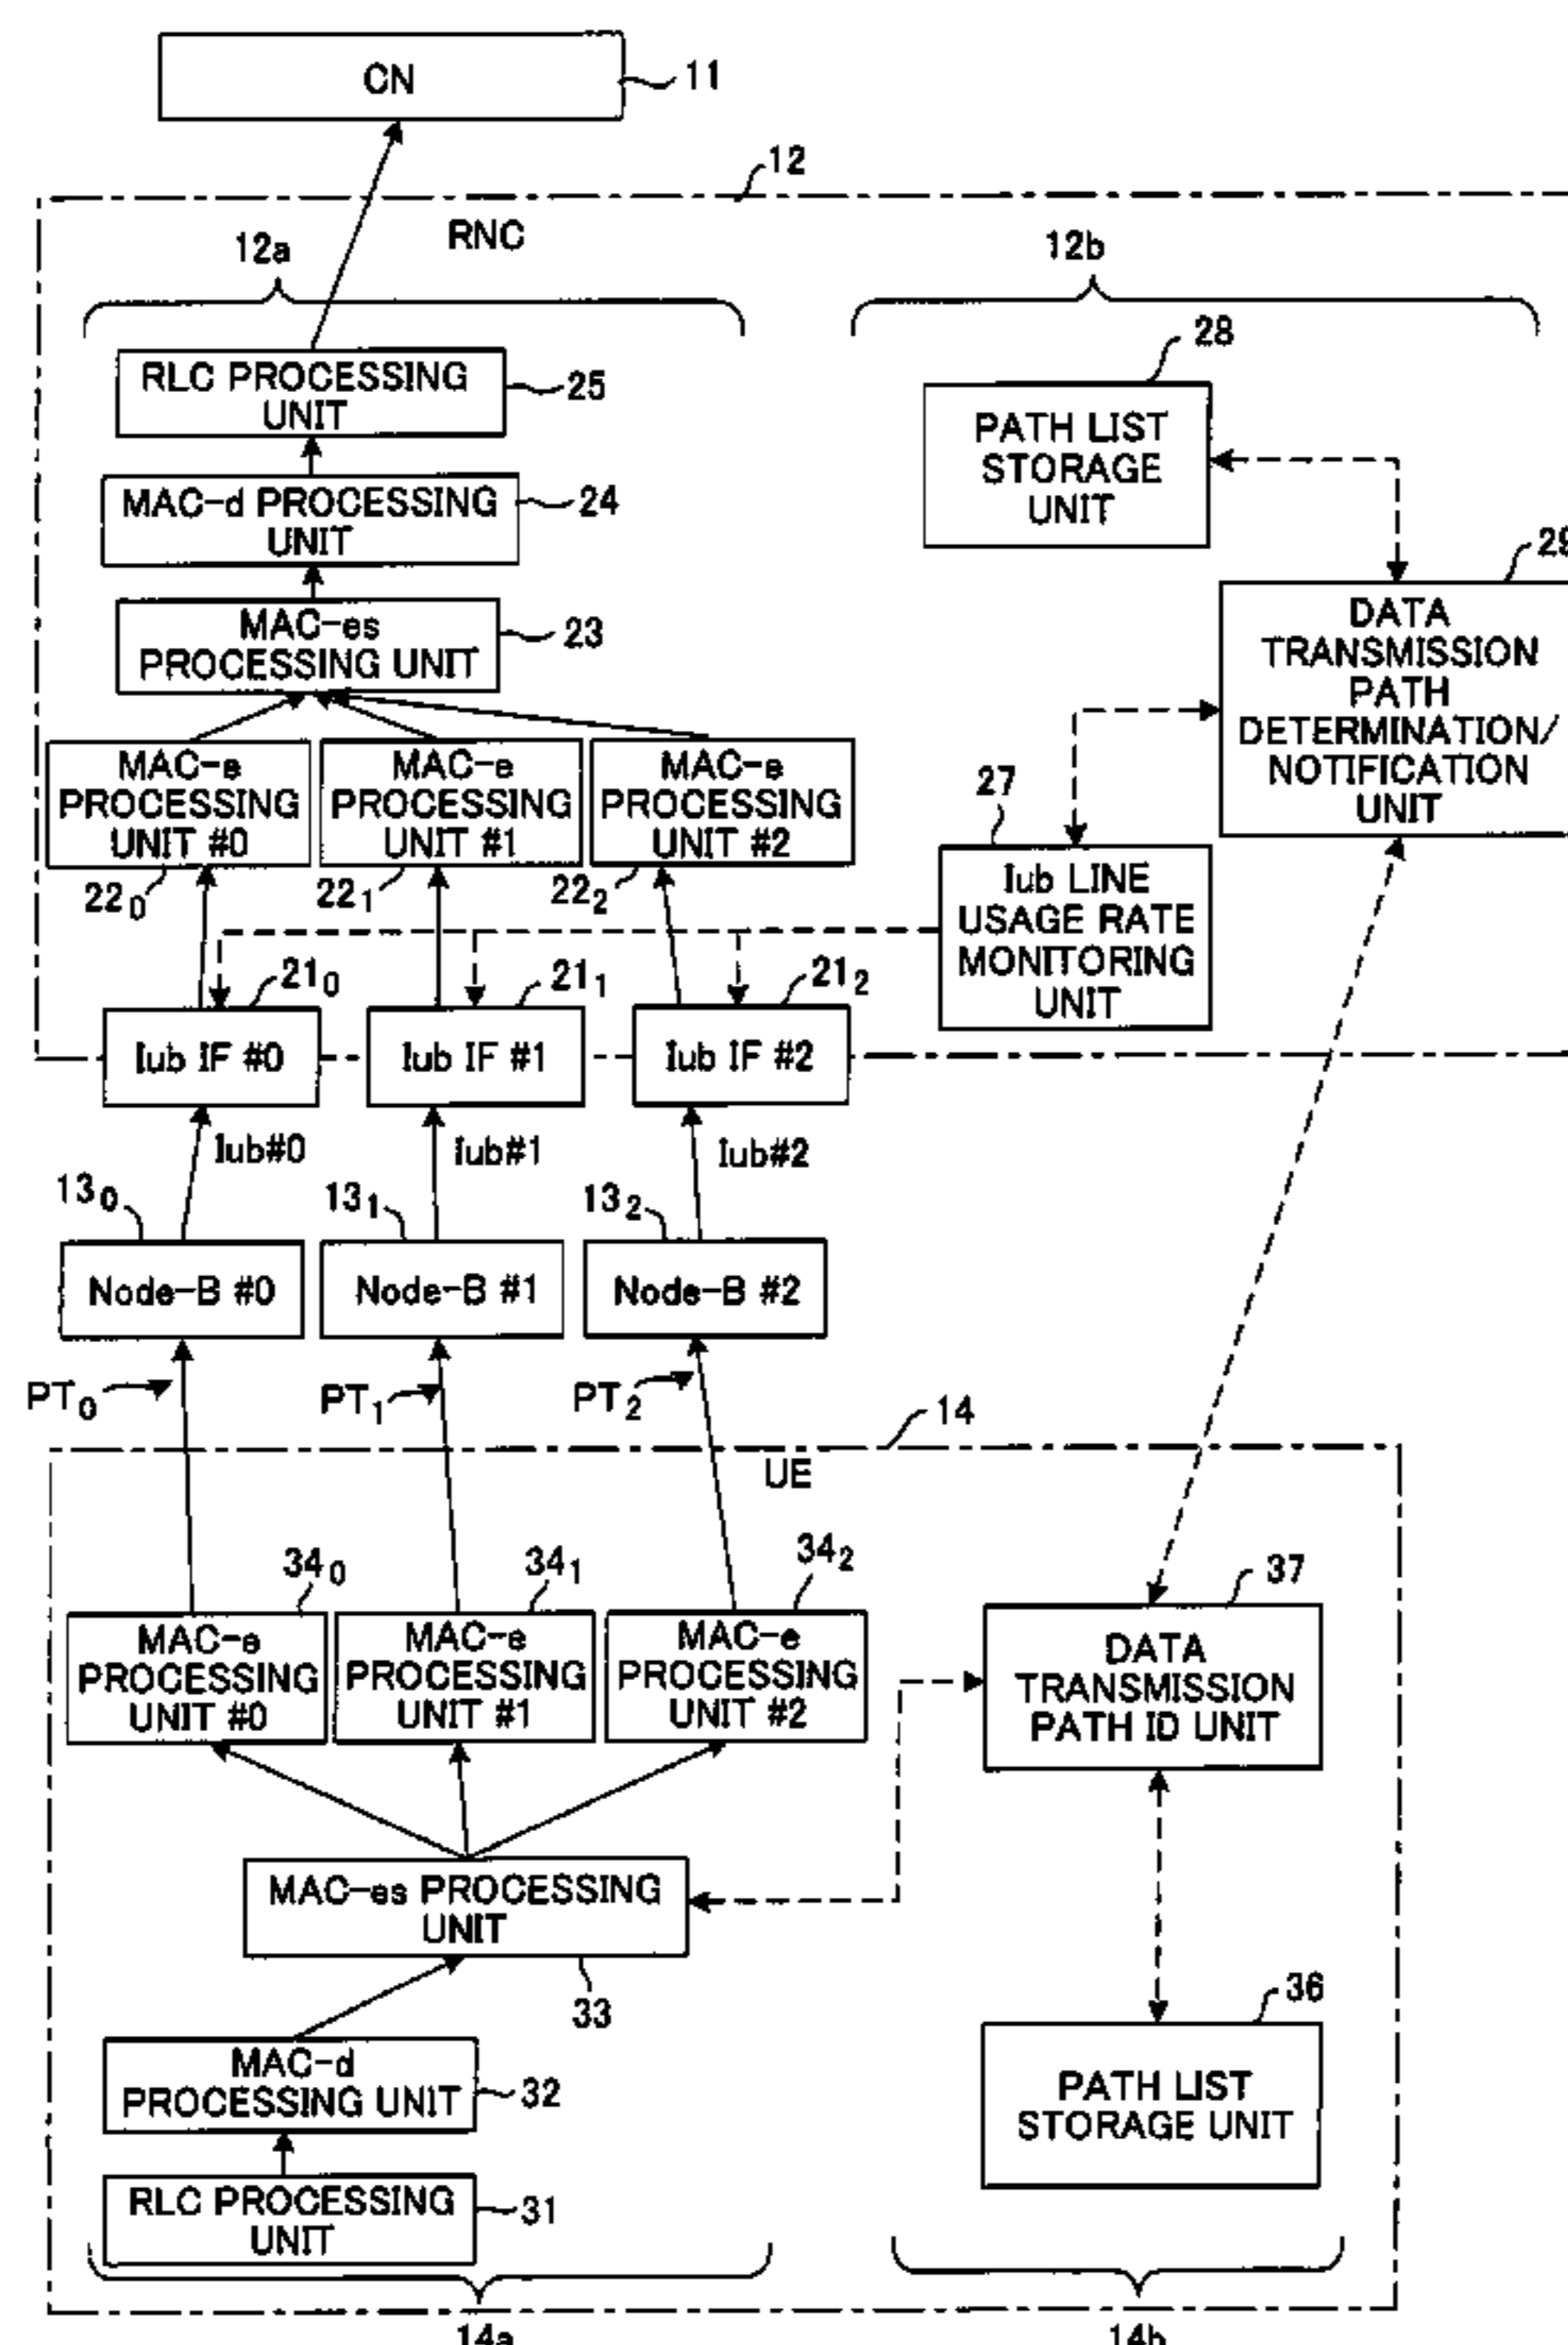 CN
11
12
RNC
12a
12b
28
RLC PROCESSING
UNIT
25
PATH LIST
STORAGE
UNIT
MAC-d PROCESSING
UNIT
24
29
MAC-es
PROCESSING UNIT
23
DATA
TRANSMISSION
PATH
DETERMINATION/
NOTIFICATION
UNIT
MAC-e
PROCESSING
UNIT #0
MAC-e
PROCESSING
UNIT #1
MAC-e
PROCESSING
UNIT #2
27
22₀
22₁
22₂
Iub LINE
USAGE RATE
MONITORING
UNIT
21₀
21₁
21₂
Iub IF #0
Iub IF #1
Iub IF #2
Iub#0
Iub#1
Iub#2
13₀
13₁
13₂
Node-B #0
Node-B #1
Node-B #2
PT₀
PT₁
PT₂
14
UE
34₀
34₁
34₂
37
MAC-e
PROCESSING
UNIT #0
MAC-e
PROCESSING
UNIT #1
MAC-e
PROCESSING
UNIT #2
DATA
TRANSMISSION
PATH ID UNIT
MAC-es PROCESSING
UNIT
33
36
MAC-d
PROCESSING UNIT
32
PATH LIST
STORAGE UNIT
RLC PROCESSING
UNIT
31
14a
14b